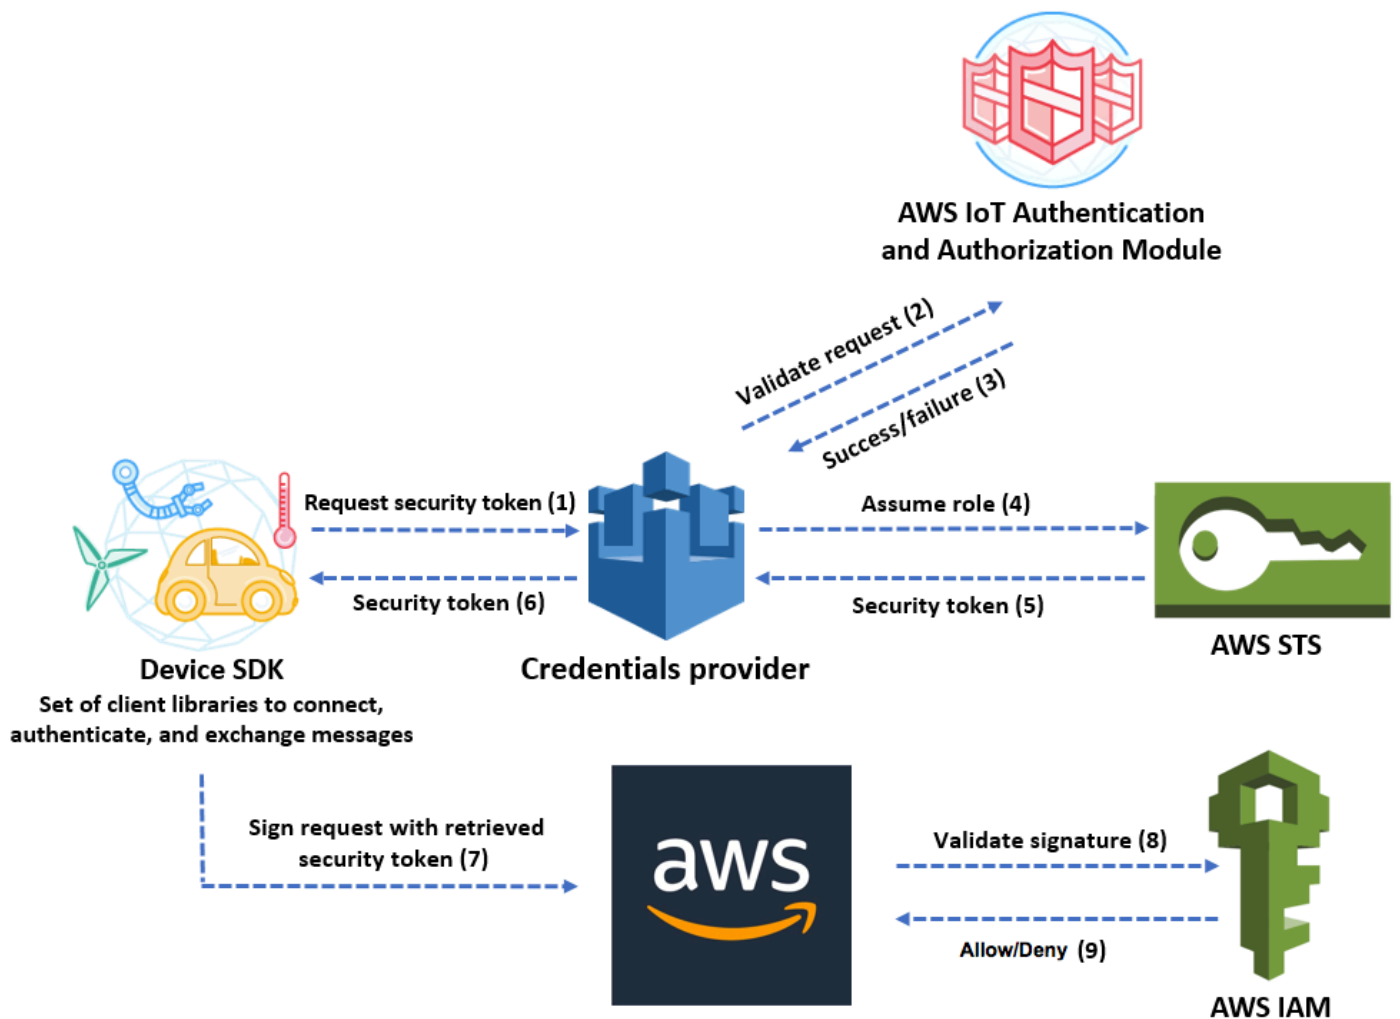 AWS IoT Authentication
and Authorization Module
Validate request (2)
Success/failure (3)
Request security token (1)
Assume role (4)
Security token (6)
Security token (5)
AWS STS
Device SDK
Credentials provider
Set of client libraries to connect,
authenticate, and exchange messages
Sign request with retrieved
security token (7)
aws
Validate signature (8)
Allow/Deny (9)
AWS IAM